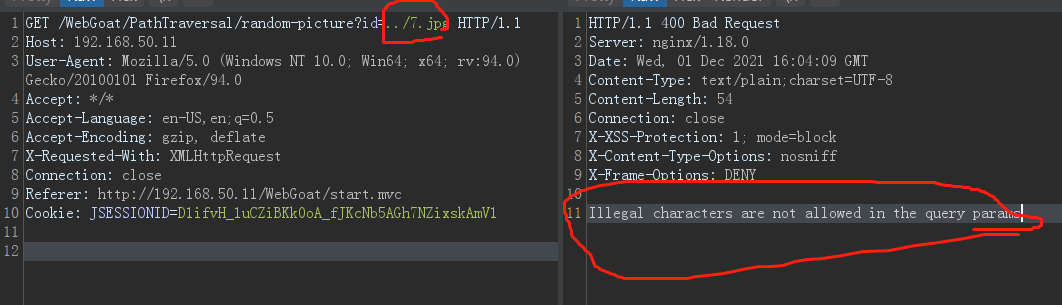 1 GET /WebGoat/PathTraversal/random-picture?id=../7.jpg HTTP/1.1
2 Host: 192.168.50.11
3 User-Agent: Mozilla/5.0 (Windows NT 10.0; Win64; x64; rv:94.0)
Gecko/20100101 Firefox/94.0
4 Accept: */*
5 Accept-Language: en-US,en;q=0.5
6 Accept-Encoding: gzip, deflate
7 X-Requested-With: XMLHttpRequest
8 Connection: close
9 Referer: http://192.168.50.11/WebGoat/start.mvc
10 Cookie: JSESSIONID=D1ifvH_1uCZiBKk0oA_fJKcNb5AGh7NZixskAmV1
11
12
1 HTTP/1.1 400 Bad Request
2 Server: nginx/1.18.0
3 Date: Wed, 01 Dec 2021 16:04:09 GMT
4 Content-Type: text/plain;charset=UTF-8
5 Content-Length: 54
6 Connection: close
7 X-XSS-Protection: 1; mode=block
8 X-Content-Type-Options: nosniff
9 X-Frame-Options: DENY
10
11 Illegal characters are not allowed in the query params